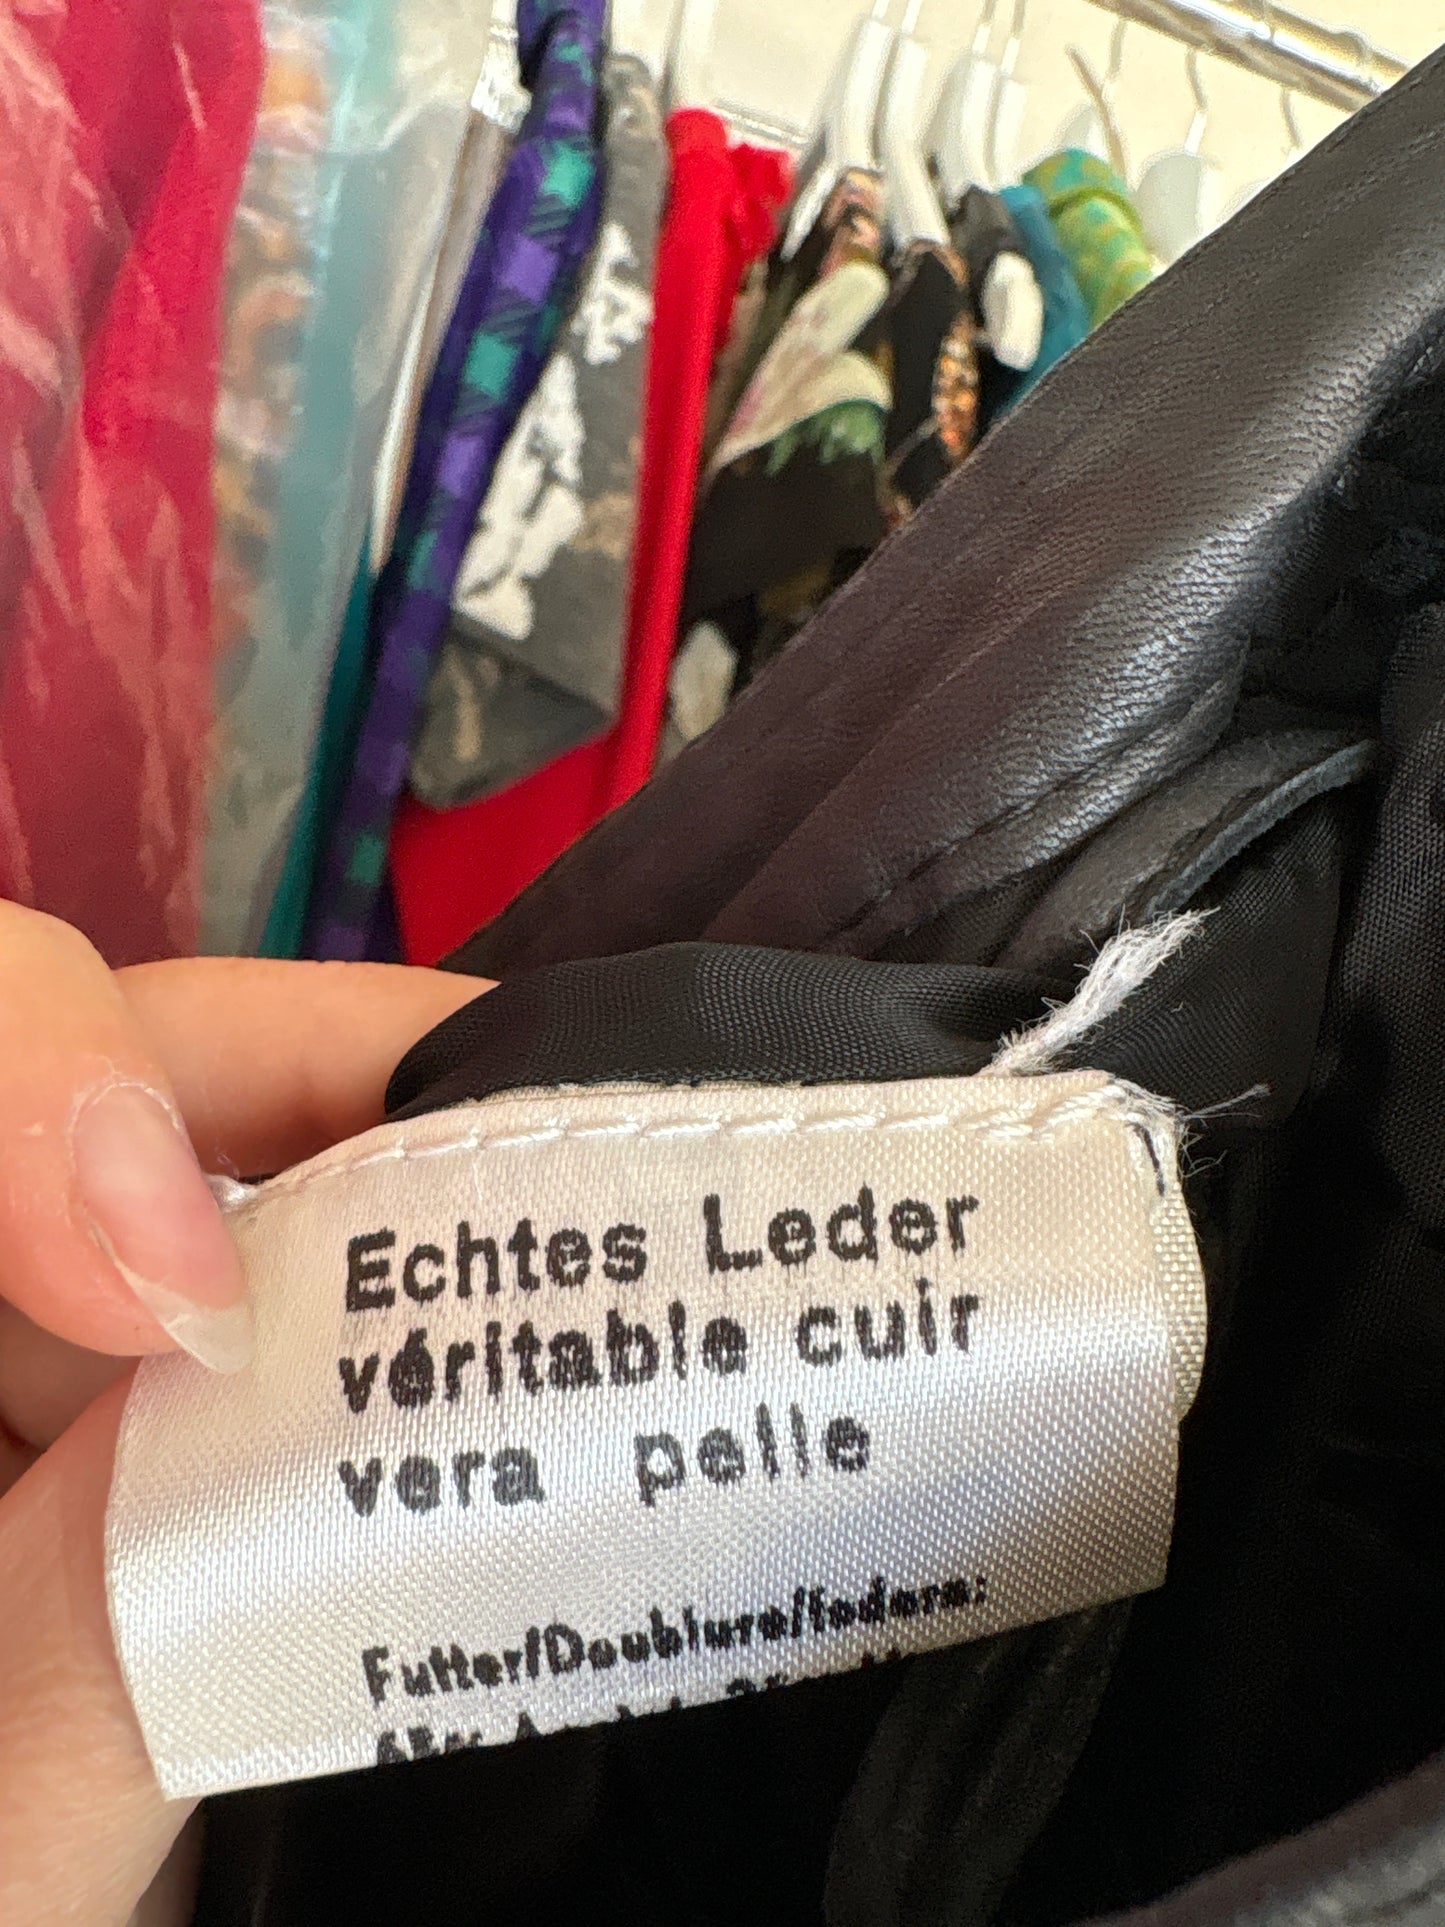 Echtes Leder
véritable cuir
vera pelle
Futter/Doublure/fodera: